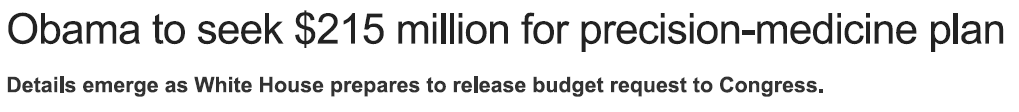 Obama to seek $215 million for precision-medicine plan
Details emerge as White House prepares to release budget request to Congress.